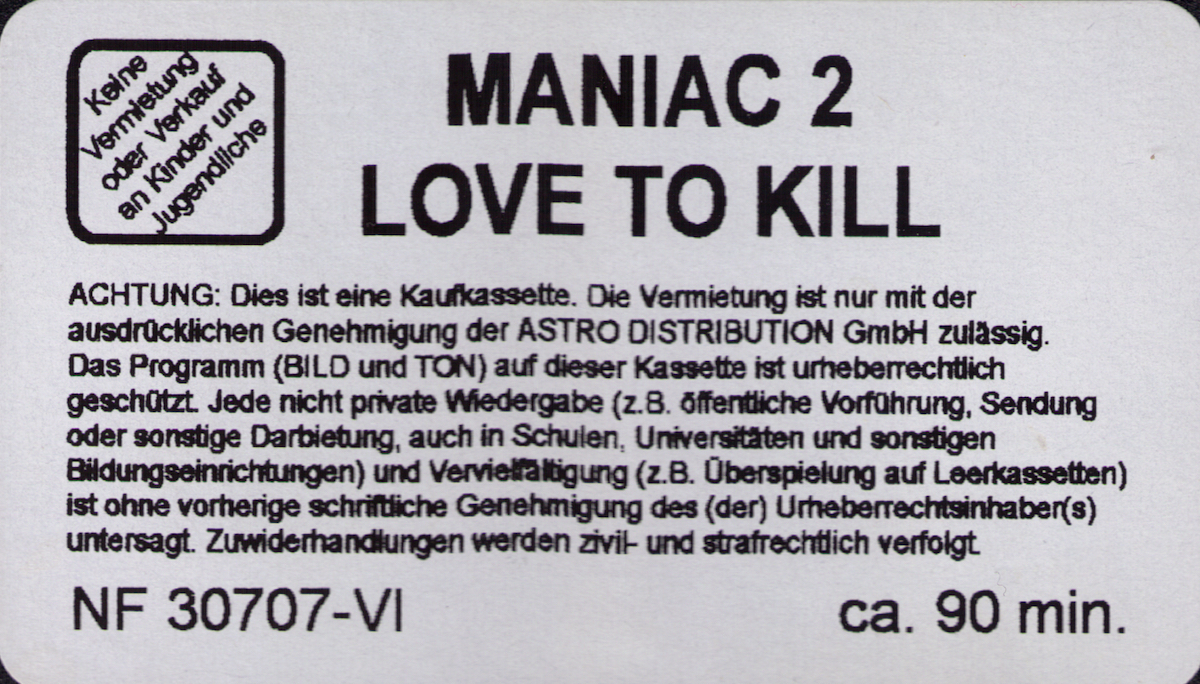 Keine
Vermietung
oder Verkauf
an Kinder und
Jugendliche
MANIAC 2
LOVE TO KILL
ACHTUNG: Dies ist eine Kaufkassette. Die Vermietung ist nur mit der
ausdrücklichen Genehmigung der ASTRO DISTRIBUTION GmbH zulässig.
Das Programm (BILD und TON) auf dieser Kassette ist urheberrechtlich
geschützt. Jede nicht private Wiedergabe (z.B. öffentliche Vorführung, Sendung
oder sonstige Darbietung, auch in Schulen, Universitäten und sonstigen
Bildungseinrichtungen) und Vervielfältigung (z.B. Überspielung auf Leerkassetten)
ist ohne vorherige schriftliche Genehmigung des (der) Urheberrechtsinhaber(s)
untersagt. Zuwiderhandlungen werden zivil- und strafrechtlich verfolgt.
NF 30707-VI
ca. 90 min.